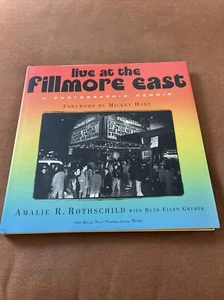 live at the
fillmore east
A PHOTOGRAPHIC MEMOIR
FOREWORD BY MICKEY HART
AMALIE R. ROTHSCHILD WITH RUTH ELLEN GRUBER